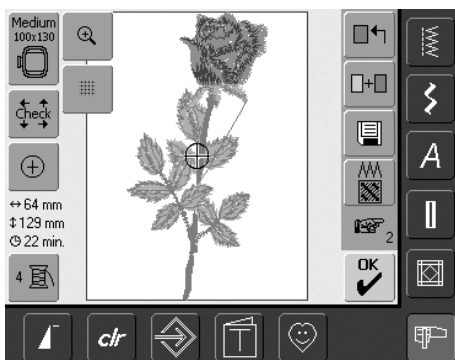 Medium
100x130
Check
64 mm
129 mm
22 min.
4
2
OK
A
clr
T